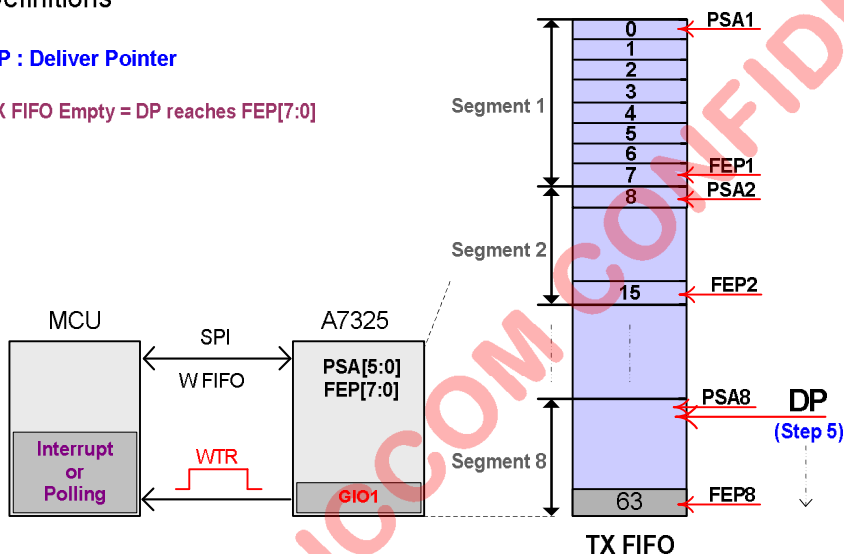 P : Deliver Pointer
X FIFO Empty = DP reaches FEP[7:0]
MCU
SPI
W FIFO
Interrupt
or
Polling
WTR
A7325
PSA[5:0]
FEP[7:0]
GIO1
Segment 1
Segment 2
Segment 8
0
1
2
3
4
5
6
7
8
15
63
TX FIFO
PSA1
FEP1
PSA2
FEP2
PSA8
DP
(Step 5)
FEP8
CCOM CONFID